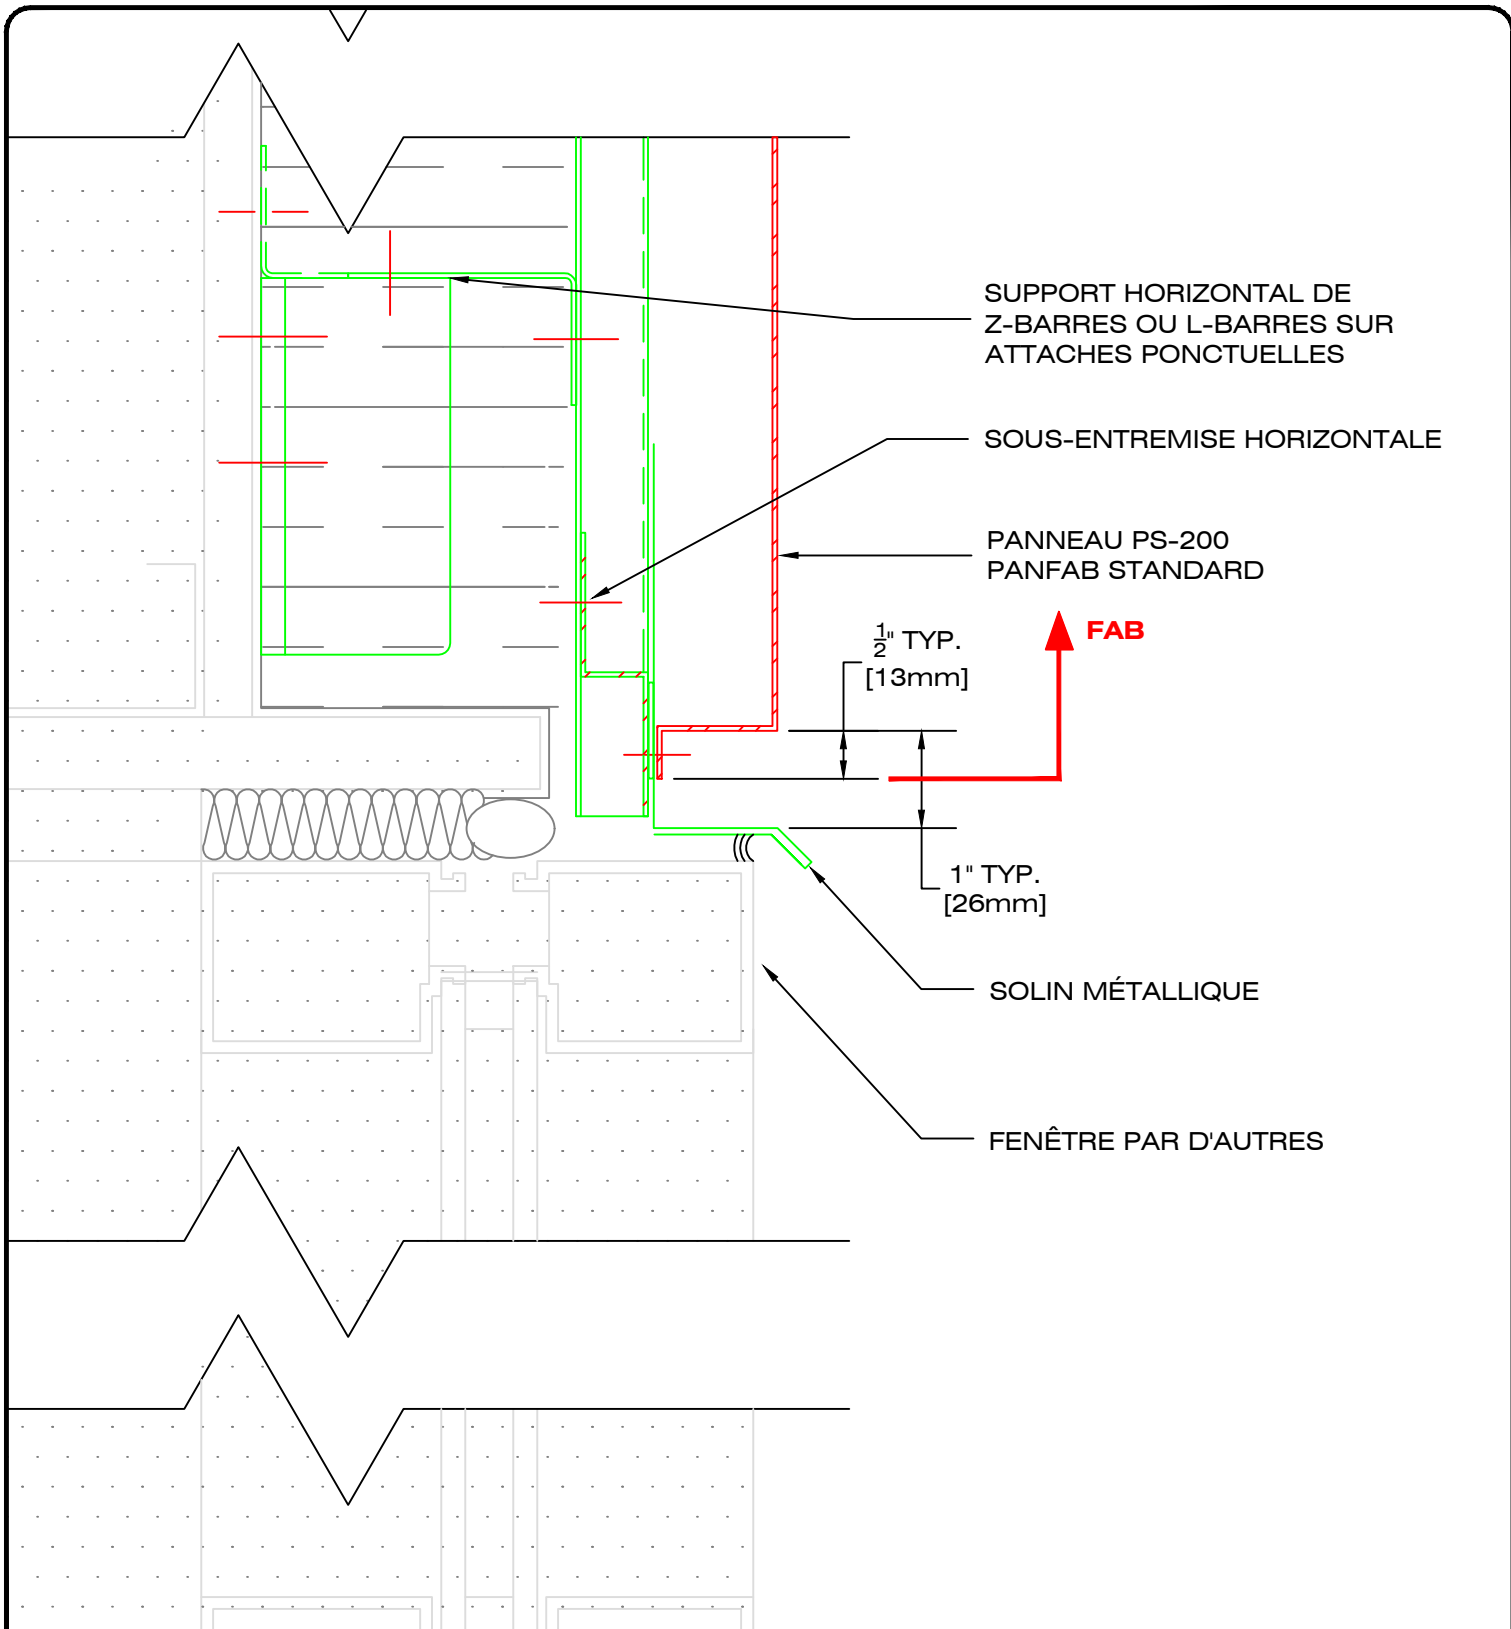 SUPPORT HORIZONTAL DE
Z-BARRES OU L-BARRES SUR
ATTACHES PONCTUELLES
SOUS-ENTREMISE HORIZONTALE
PANNEAU PS-200
PANFAB STANDARD
FAB
1/2" TYP.
[13mm]
1" TYP.
[26mm]
SOLIN MÉTALLIQUE
FENÊTRE PAR D'AUTRES